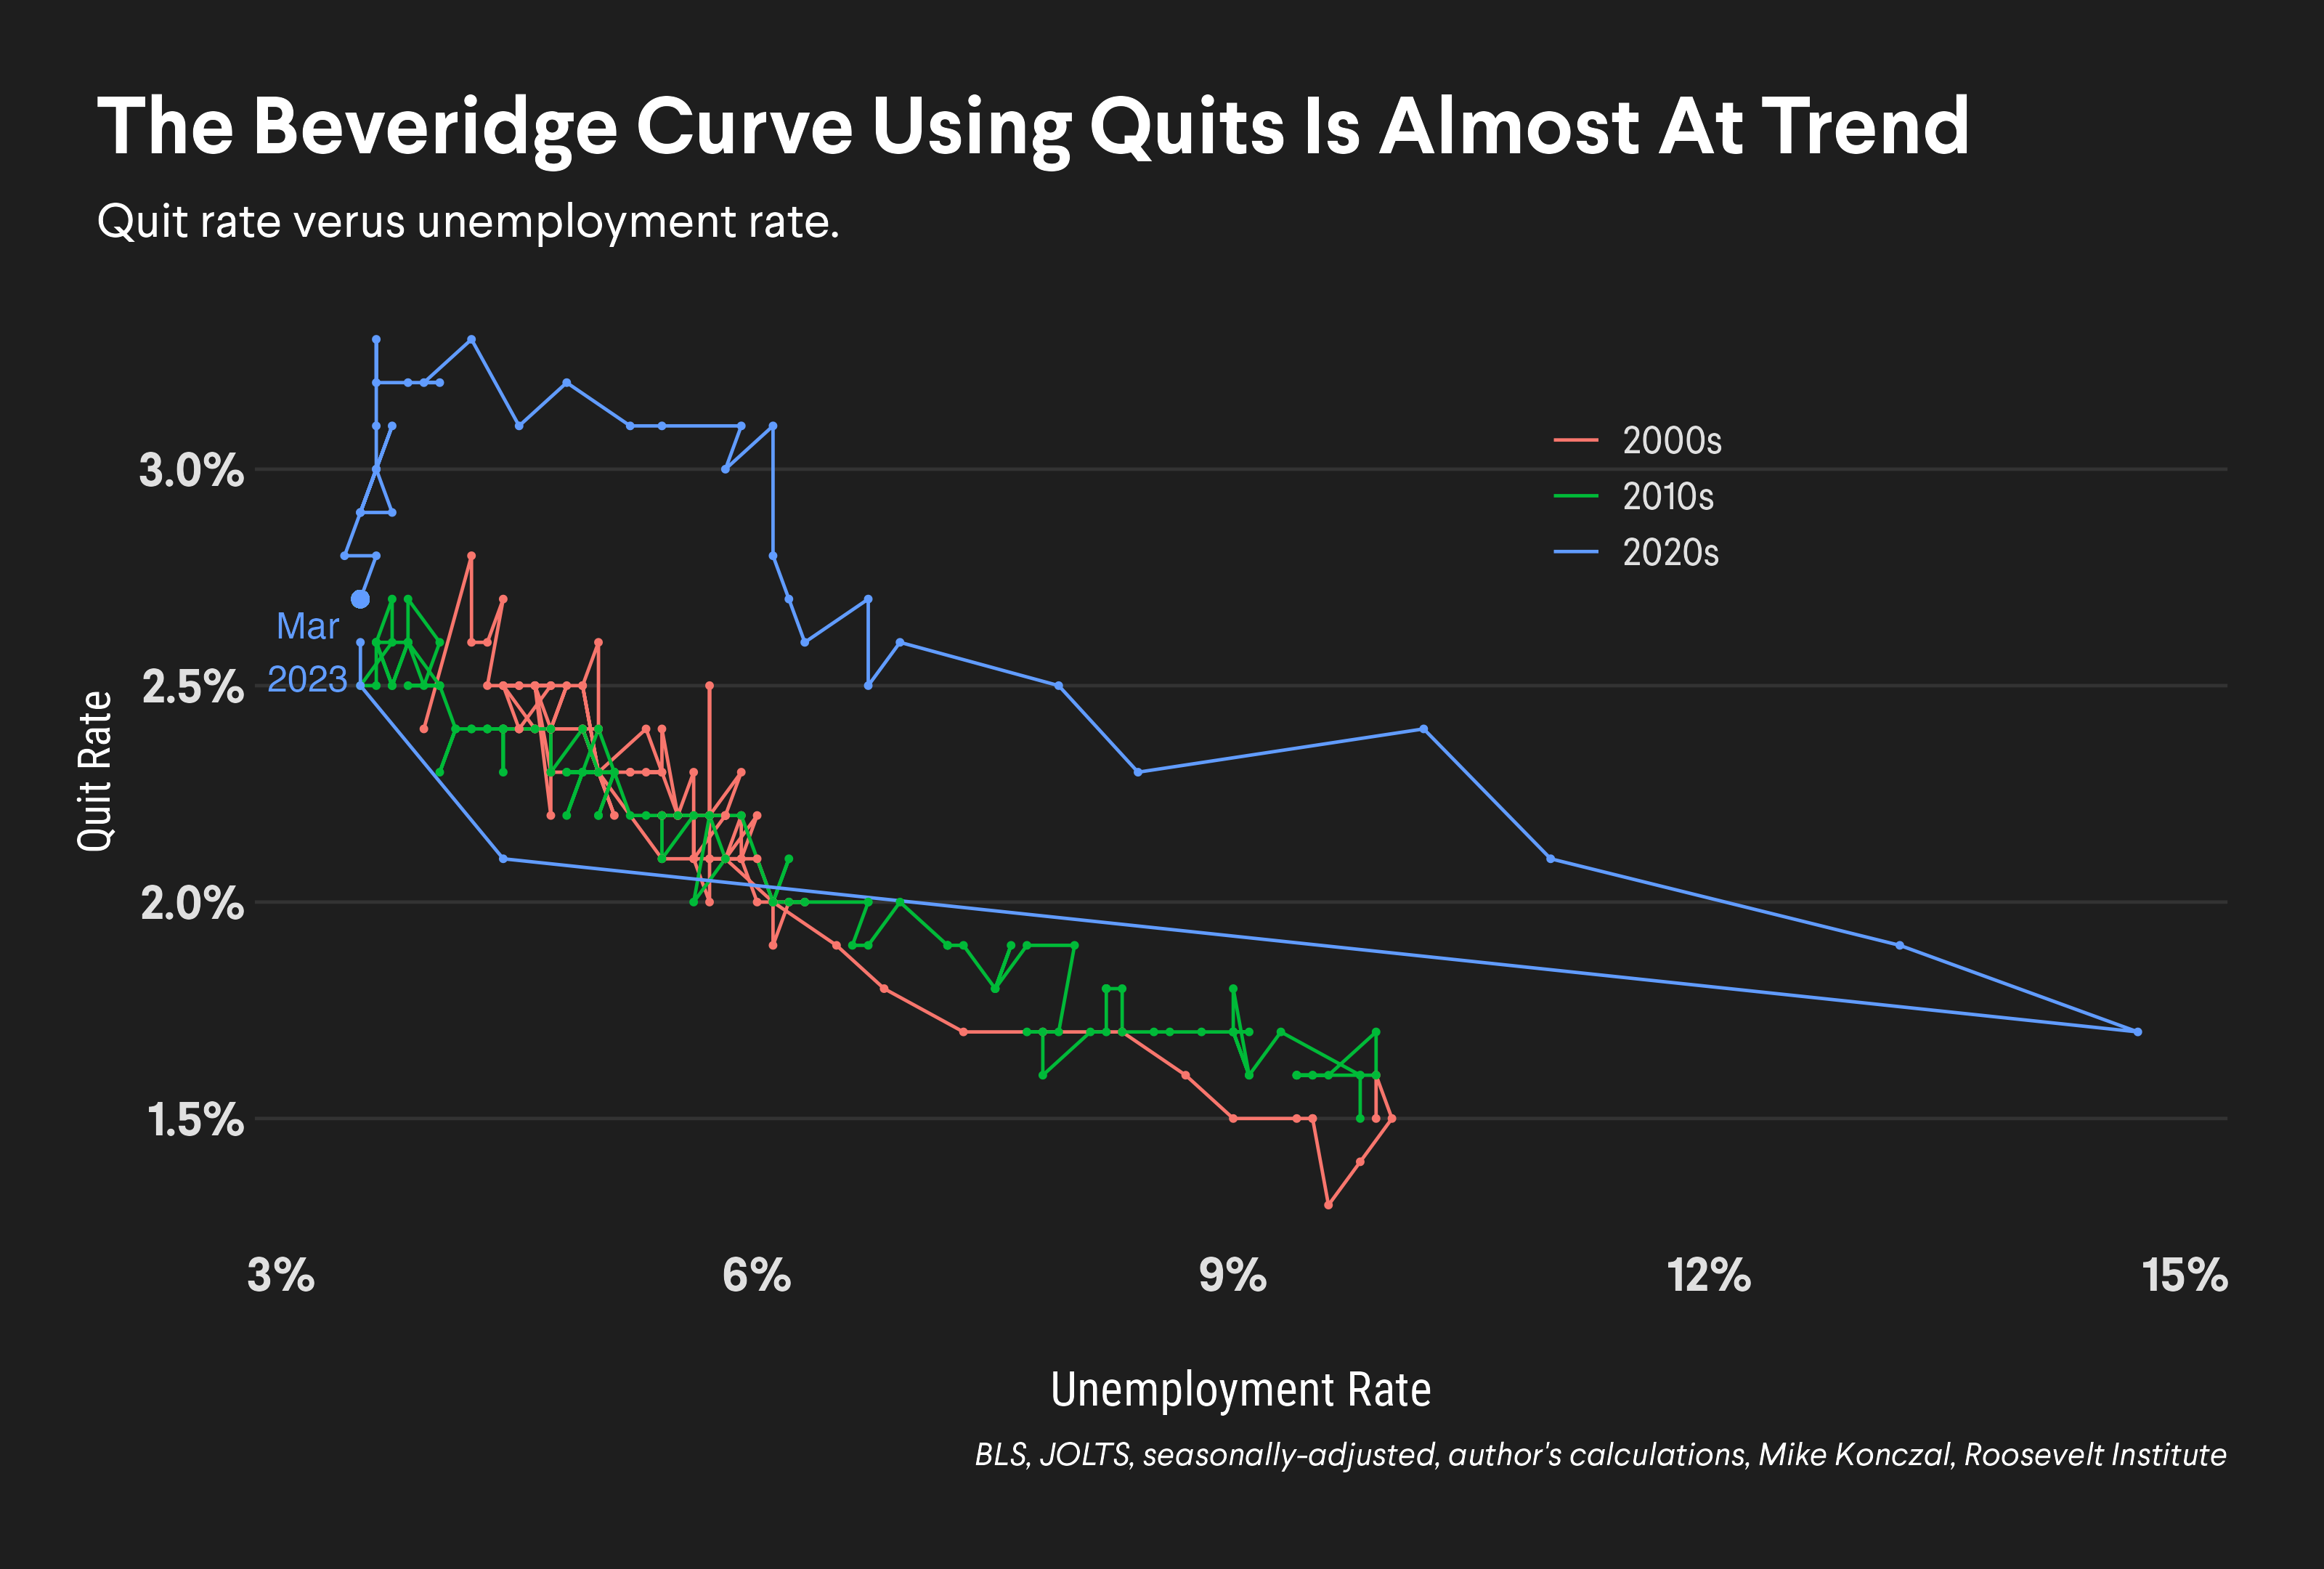 The Beveridge Curve Using Quits Is Almost At Trend
Quit rate verus unemployment rate.
2000s
2010s
2020s
3.0%
2.5%
2.0%
1.5%
Quit Rate
Mar
2023
3%
6%
9%
12%
15%
Unemployment Rate
BLS, JOLTS, seasonally-adjusted, author's calculations, Mike Konczal, Roosevelt Institute